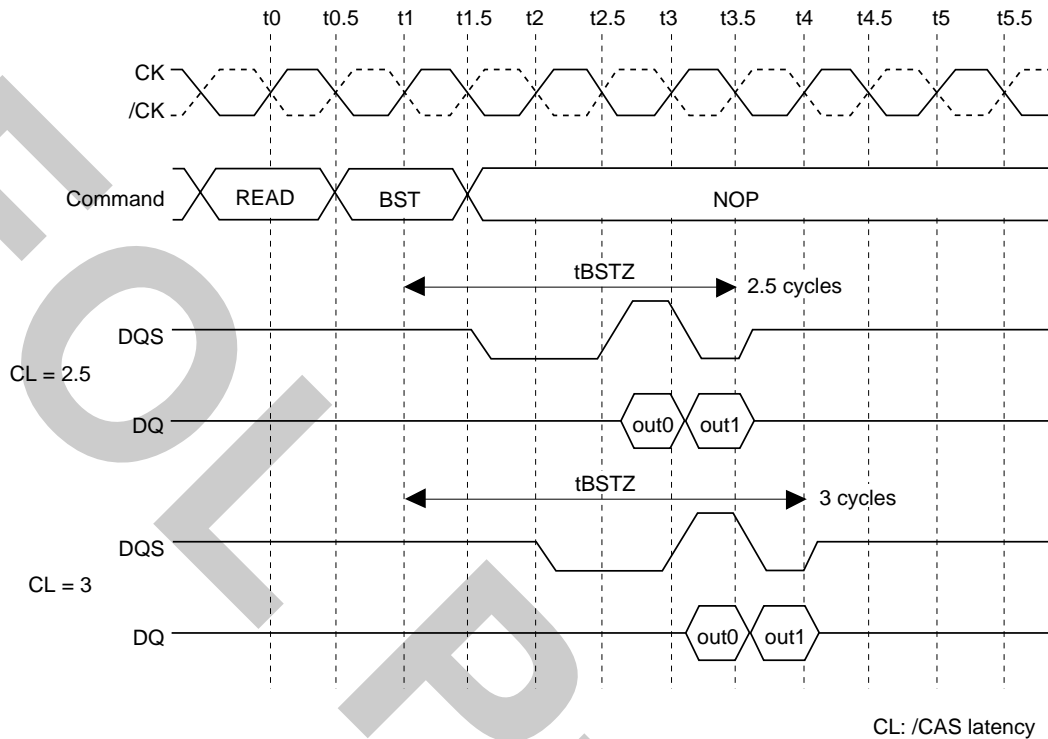 t0 t0.5 t1 t1.5 t2 t2.5 t3 t3.5 t4 t4.5 t5 t5.5
CK
/CK
Command READ BST NOP
tBSTZ 2.5 cycles
DQS
CL = 2.5
DQ out0 out1
tBSTZ 3 cycles
DQS
CL = 3
DQ out0 out1
CL: /CAS latency